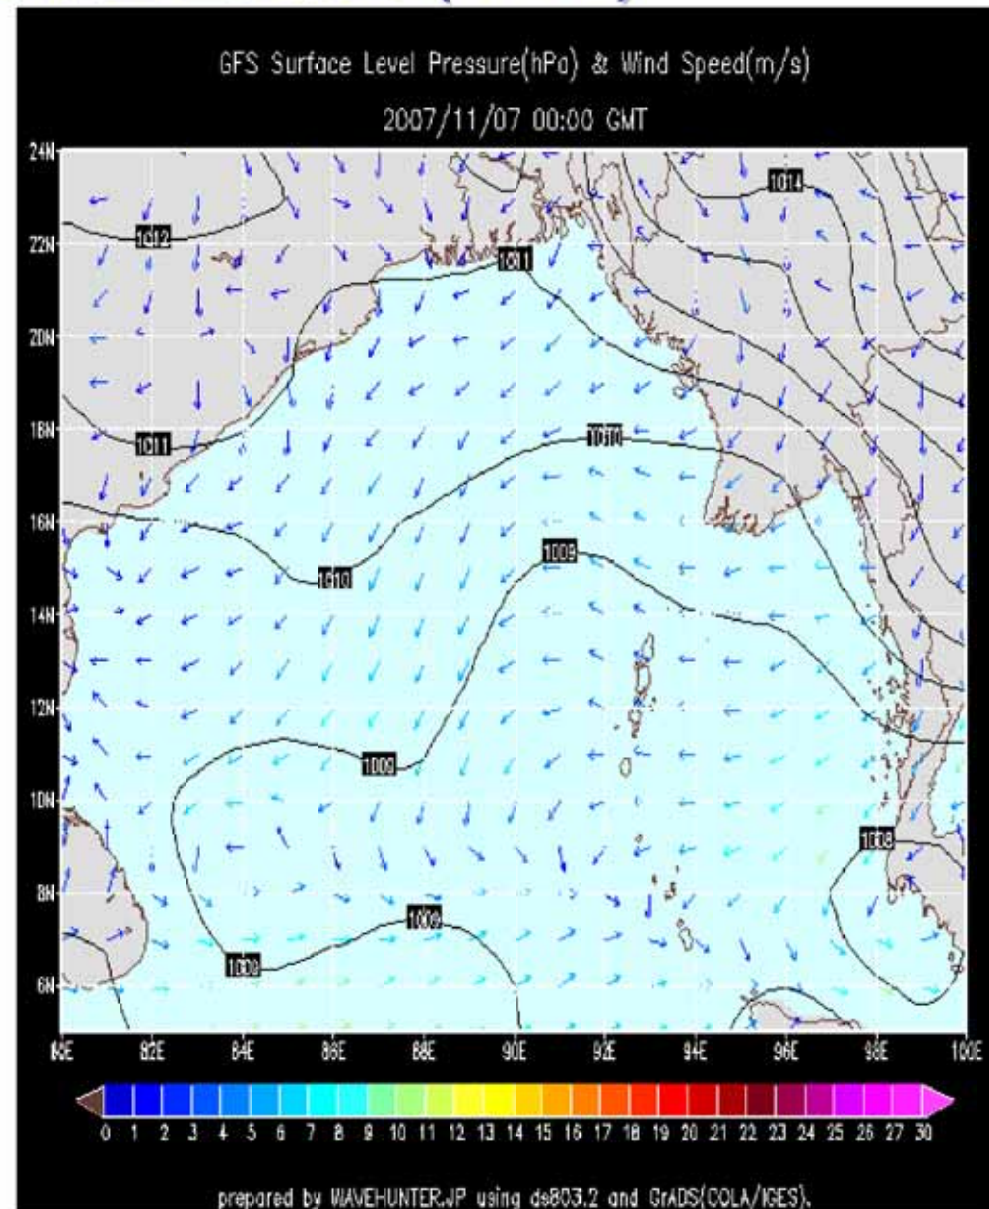 GFS Surface Level Pressure(hPa) & Wind Speed(m/s)
2007/11/07 00:00 GMT
24N
1014
22N
1012
1011
20N
18N
1011
1010
16N
1009
1010
14N
12N
1009
10N
1008
8N
1009
1009
6N
80E 82E 84E 86E 88E 90E 92E 94E 96E 98E 100E
0 1 2 3 4 5 6 7 8 9 10 11 12 13 14 15 16 17 18 19 20 21 22 23 24 25 26 27 30
prepared by WAVEHUNTER.JP using ds803.2 and GrADS(COLA/IGES).